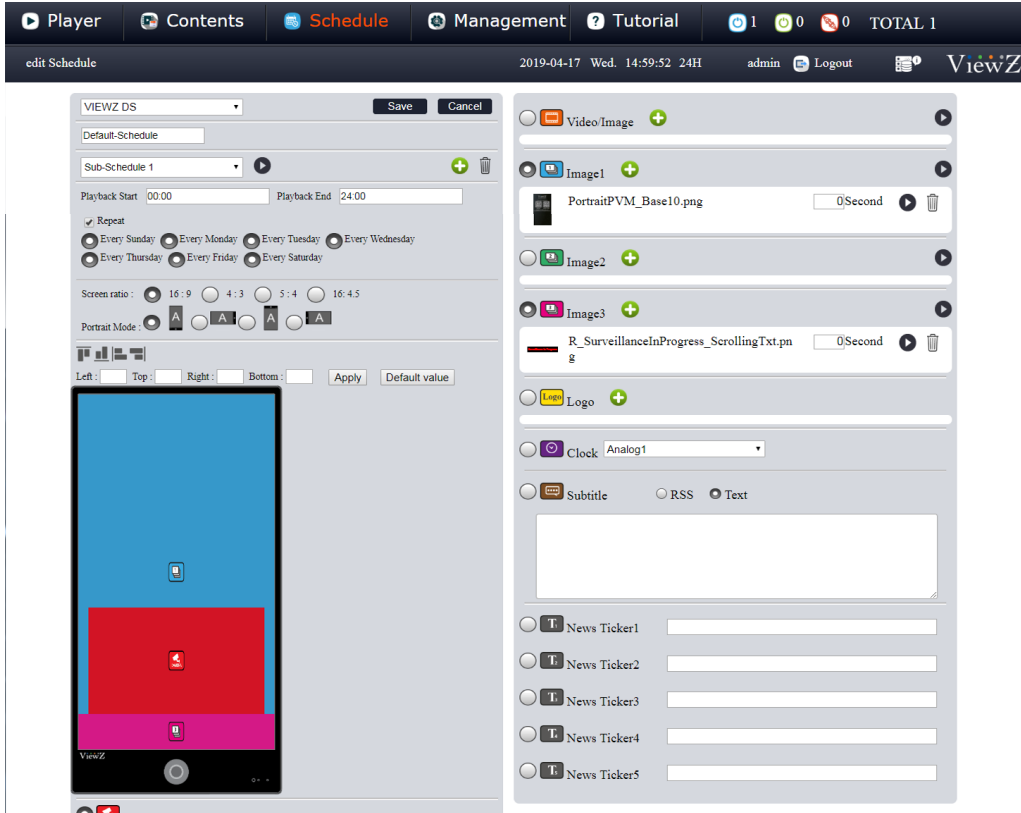 Player Contents Schedule Management Tutorial 1 0 0 TOTAL 1
edit Schedule 2019-04-17 Wed. 14:59:52 24H admin Logout ViewZ
VIEWZ DS Save Cancel
Default-Schedule
Sub-Schedule 1
Playback Start 00:00 Playback End 24:00
Repeat
Every Sunday Every Monday Every Tuesday Every Wednesday
Every Thursday Every Friday Every Saturday
Screen ratio : 16 : 9 4 : 3 5 : 4 16: 4.5
Portrait Mode : A A A A
Left : Top : Right : Bottom : Apply Default value
ViewZ
Video/Image
Image1
PortraitPVM_Base10.png 0 Second
Image2
Image3
R_SurveillanceInProgress_ScrollingTxt.pn 0 Second
g
Logo Logo
Clock Analog1
Subtitle RSS Text
T1 News Ticker1
T2 News Ticker2
T3 News Ticker3
T4 News Ticker4
T5 News Ticker5